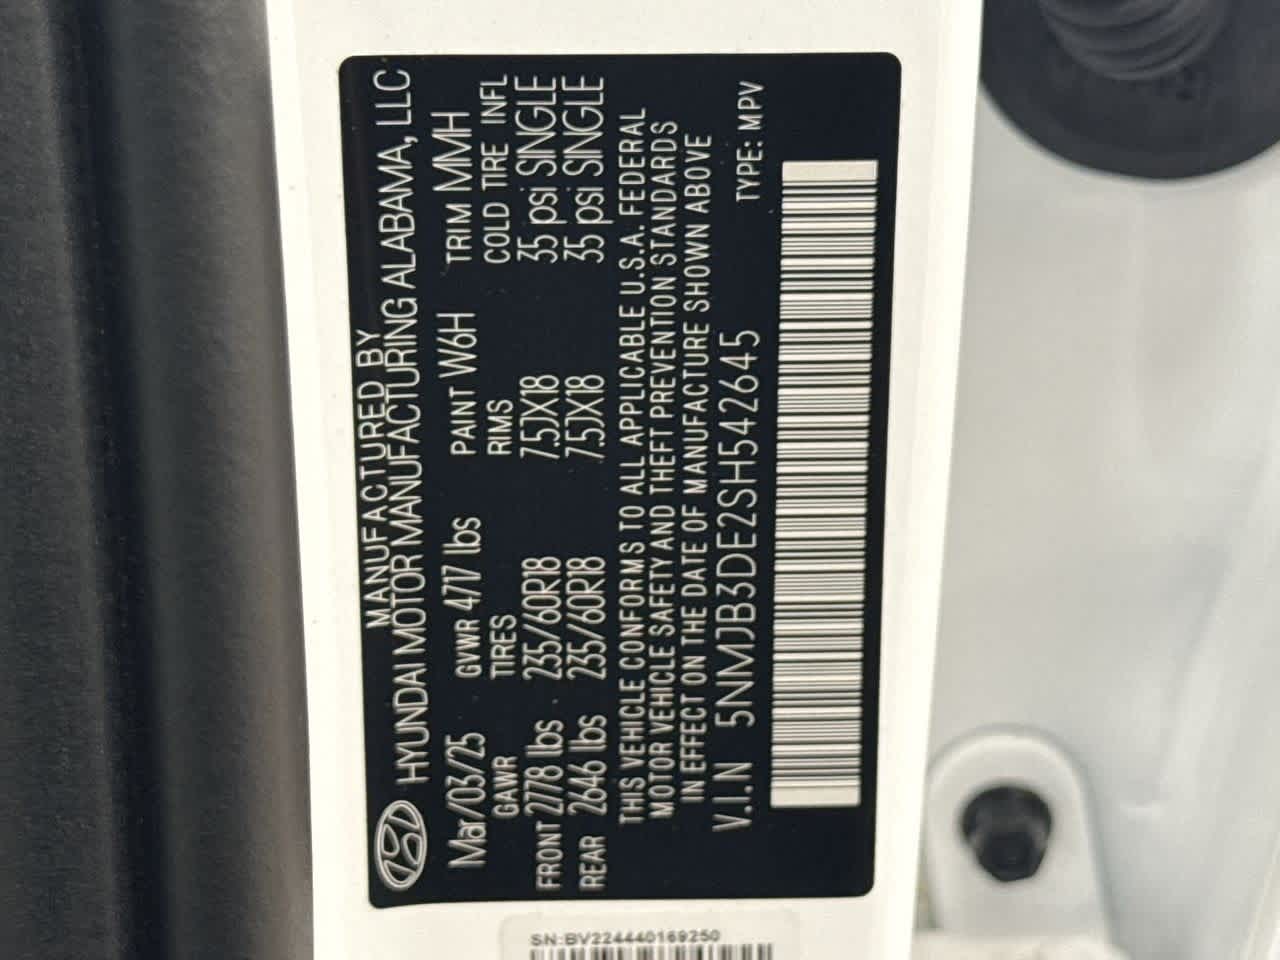 MANUFACTURED BY
HYUNDAI MOTOR MANUFACTURING ALABAMA, LLC
Mar/03/25 GVWR 4717 lbs PAINT W6H TRIM MMH
GAWR TIRES RIMS COLD TIRE INFL
FRONT 2778 lbs 235/60R18 7.5JX18 35 psi SINGLE
REAR 2646 lbs 235/60R18 7.5JX18 35 psi SINGLE
THIS VEHICLE CONFORMS TO ALL APPLICABLE U.S.A. FEDERAL
MOTOR VEHICLE SAFETY AND THEFT PREVENTION STANDARDS
IN EFFECT ON THE DATE OF MANUFACTURE SHOWN ABOVE
V.I.N 5NMJB3DE2SH542645 TYPE: MPV
SN:BV224440169250